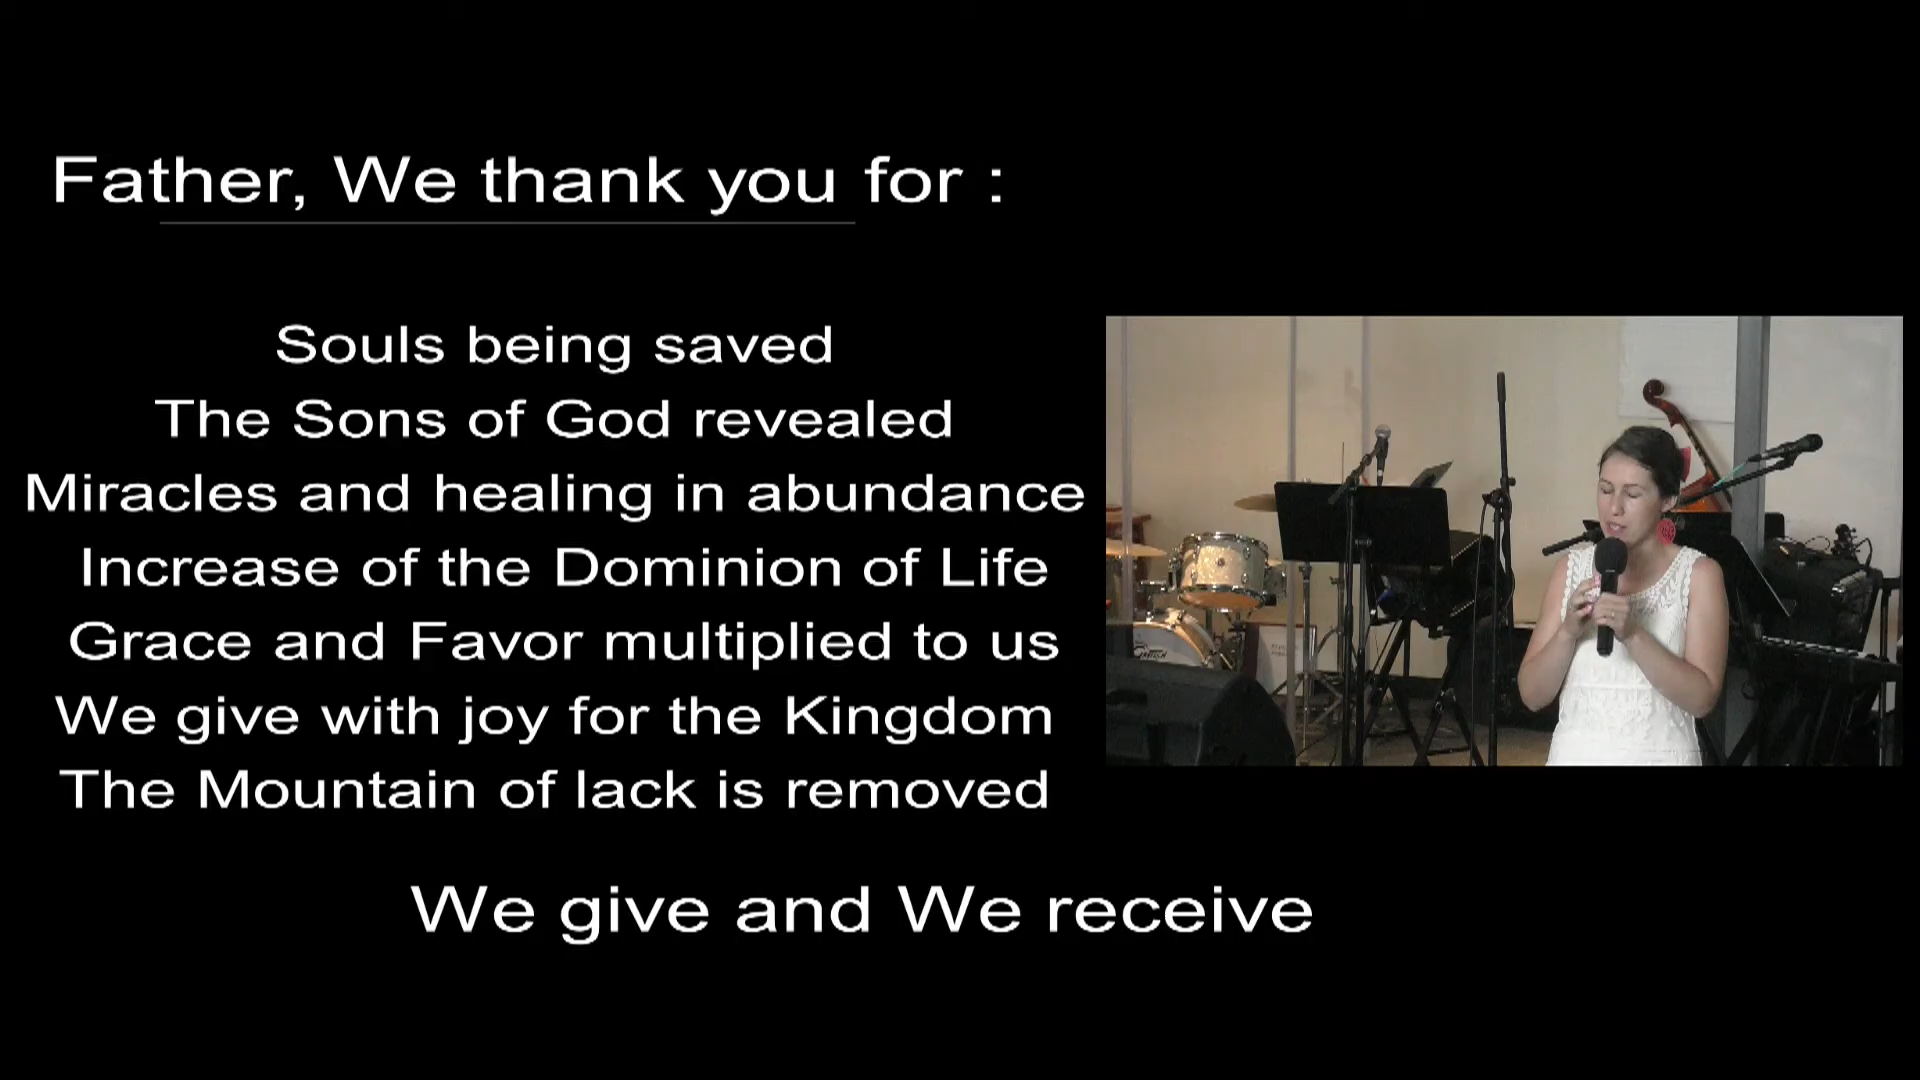 Father, We thank you for :
Souls being saved
The Sons of God revealed
Miracles and healing in abundance
Increase of the Dominion of Life
Grace and Favor multiplied to us
We give with joy for the Kingdom
The Mountain of lack is removed
We give and We receive